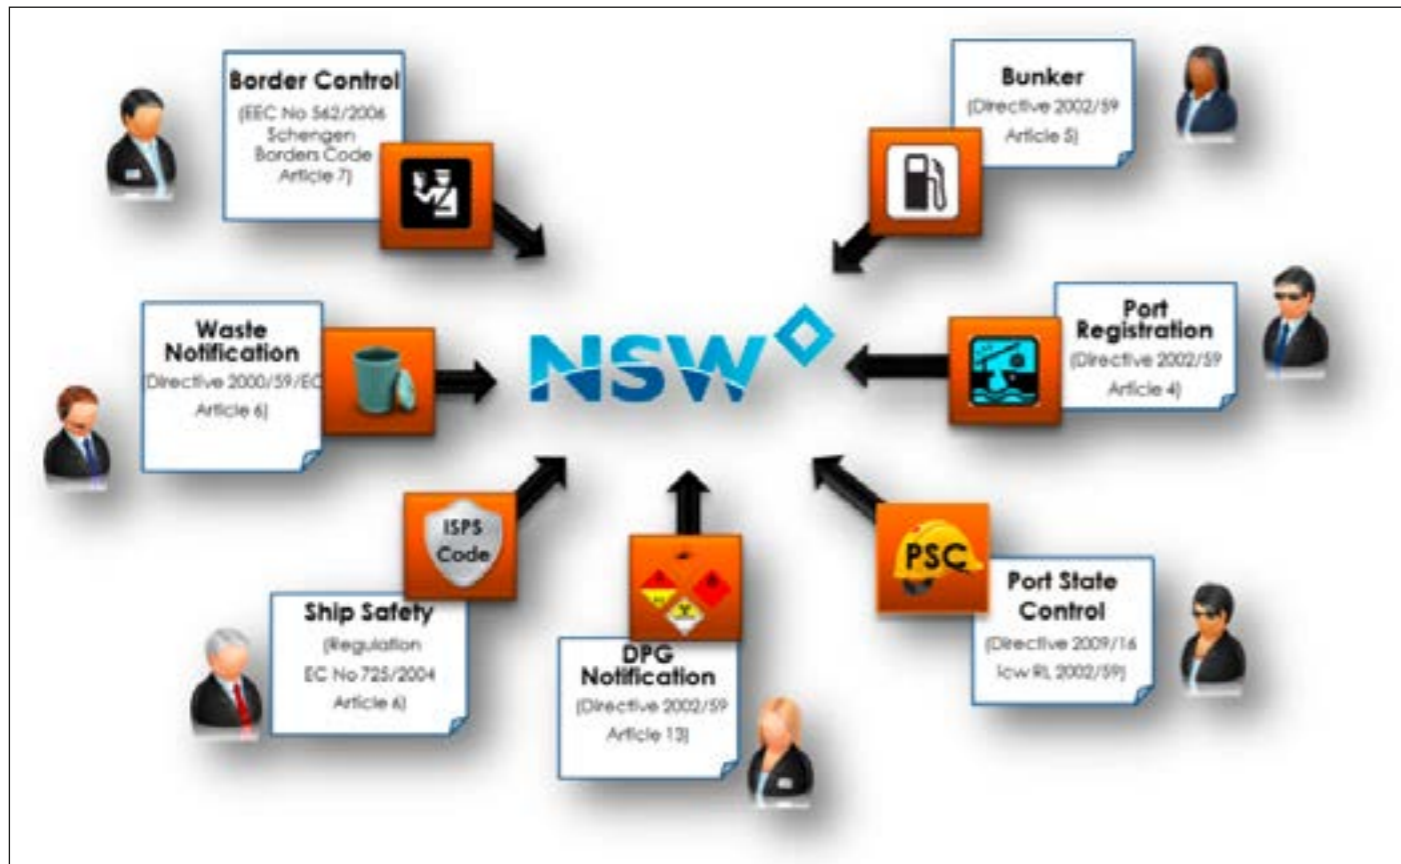 Border Control
(EEC No 562/2006
Schengen
Borders Code
Article 7)
Bunker
(Directive 2002/59
Article 5)
Waste
Notification
(Directive 2000/59/EC
Article 6)
NSW
Port
Registration
(Directive 2002/59
Article 4)
ISPS
Code
Ship Safety
(Regulation
EC No 725/2004
Article 6)
DPG
Notification
(Directive 2002/59
Article 13)
PSC
Port State
Control
(Directive 2009/16
icw RL 2002/59)